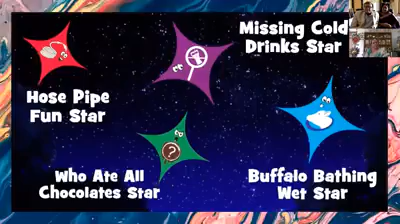 Missing Cold
Drinks Star
Hose Pipe
Fun Star
Who Ate All
Chocolates Star
Buffalo Bathing
Wet Star
?